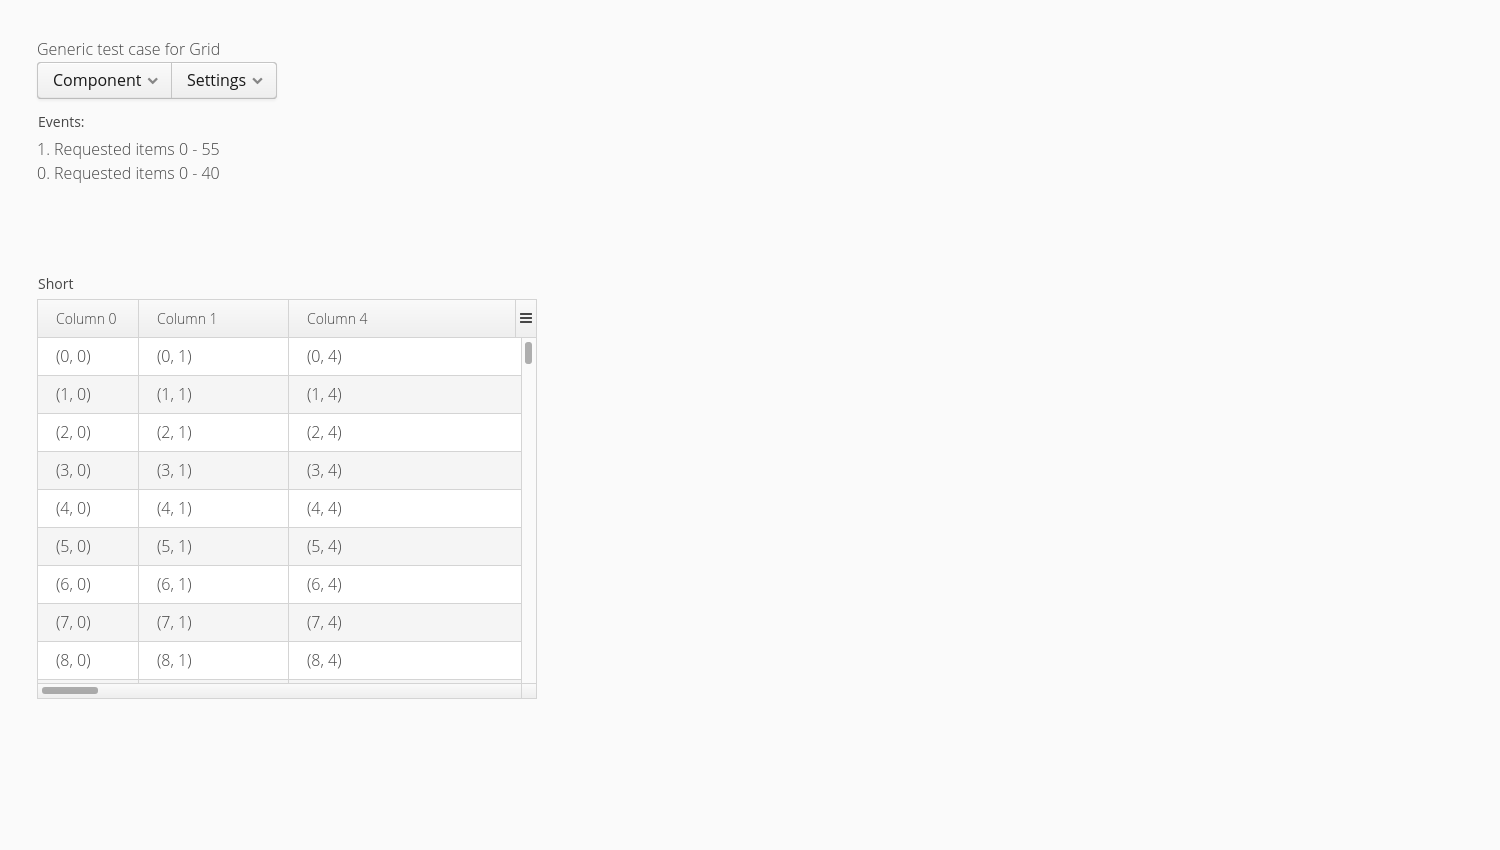 Generic test case for Grid
Component Settings
Events:
1. Requested items 0 - 55
0. Requested items 0 - 40
Short
Column 0 Column 1 Column 4
(0, 0) (0, 1) (0, 4)
(1, 0) (1, 1) (1, 4)
(2, 0) (2, 1) (2, 4)
(3, 0) (3, 1) (3, 4)
(4, 0) (4, 1) (4, 4)
(5, 0) (5, 1) (5, 4)
(6, 0) (6, 1) (6, 4)
(7, 0) (7, 1) (7, 4)
(8, 0) (8, 1) (8, 4)